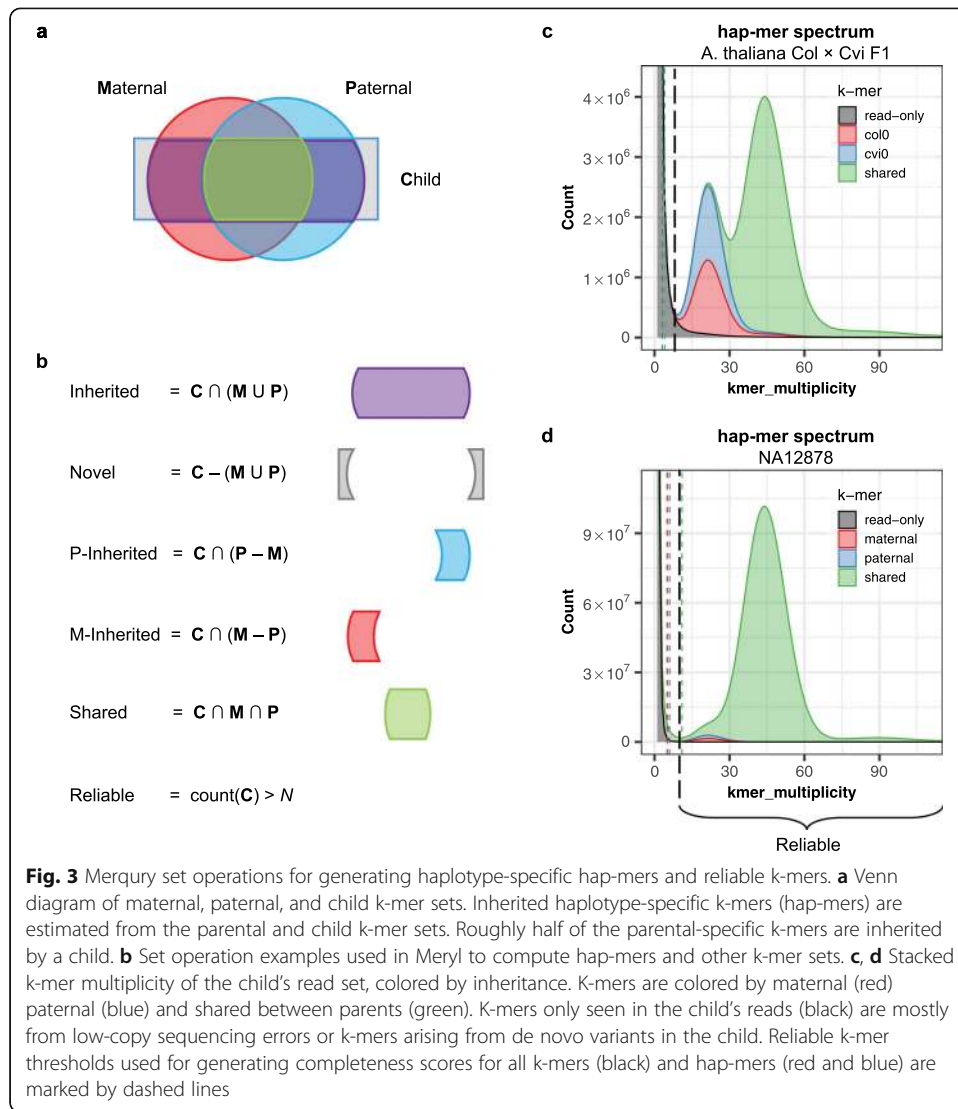 a
Maternal
Paternal
Child
b
Inherited = C ∩ (M U P)
Novel = C – (M U P)
P-Inherited = C ∩ (P – M)
M-Inherited = C ∩ (M – P)
Shared = C ∩ M ∩ P
Reliable = count(C) > N
c
hap-mer spectrum
A. thaliana Col × Cvi F1
k-mer
read-only
col0
cvi0
shared
4 × 10⁶
3 × 10⁶
2 × 10⁶
1 × 10⁶
0
Count
0 30 60 90
kmer_multiplicity
d
hap-mer spectrum
NA12878
k-mer
read-only
maternal
paternal
shared
9 × 10⁷
6 × 10⁷
3 × 10⁷
0
Count
0 30 60 90
kmer_multiplicity
Reliable
Fig. 3 Merqury set operations for generating haplotype-specific hap-mers and reliable k-mers. a Venn
diagram of maternal, paternal, and child k-mer sets. Inherited haplotype-specific k-mers (hap-mers) are
estimated from the parental and child k-mer sets. Roughly half of the parental-specific k-mers are inherited
by a child. b Set operation examples used in Meryl to compute hap-mers and other k-mer sets. c, d Stacked
k-mer multiplicity of the child's read set, colored by inheritance. K-mers are colored by maternal (red)
paternal (blue) and shared between parents (green). K-mers only seen in the child's reads (black) are mostly
from low-copy sequencing errors or k-mers arising from de novo variants in the child. Reliable k-mer
thresholds used for generating completeness scores for all k-mers (black) and hap-mers (red and blue) are
marked by dashed lines